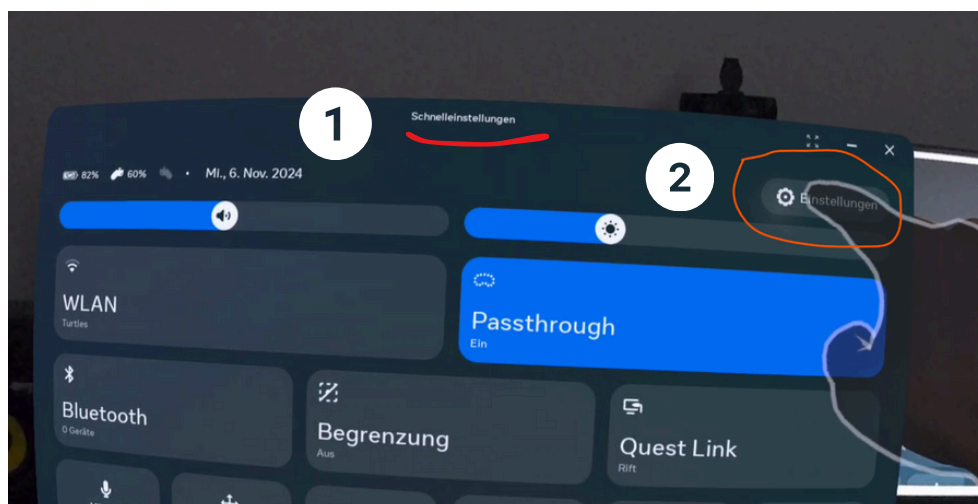 1
Schnelleinstellungen
2
82% 60% · Mi., 6. Nov. 2024
Einstellungen
WLAN
Turtles
Passthrough
Ein
Bluetooth
0 Geräte
Begrenzung
Aus
Quest Link
Rift